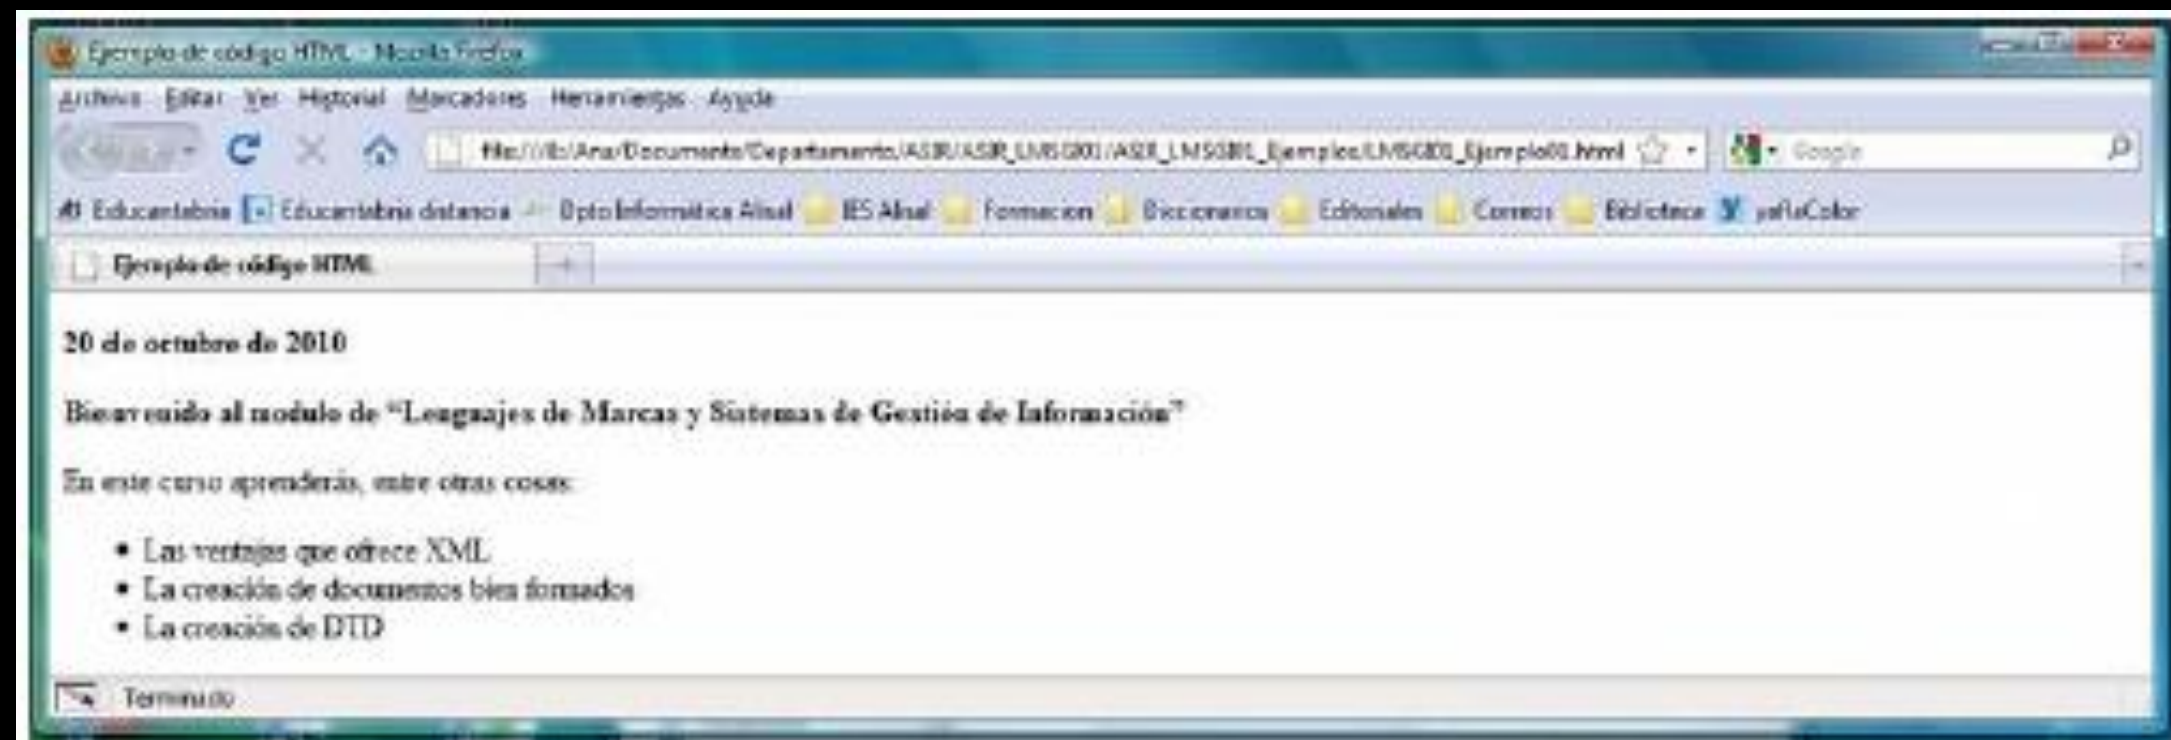 Ejemplo de código HTML - Mozilla Firefox
Archivo Editar Ver Historial Marcadores Herramientas Ayuda
Google
Educantabria Educantabria distancia Dpto Informática Alisal IES Alisal Formacion Diccionarios Editoriales Correos Biblioteca
Ejemplo de código HTML
20 de octubre de 2010
Bienvenido al modulo de “Lenguajes de Marcas y Sistemas de Gestión de Información”
En este curso aprenderás, entre otras cosas:
• Las ventajas que ofrece XML
• La creación de documentos bien formados
• La creación de DTD
Terminado